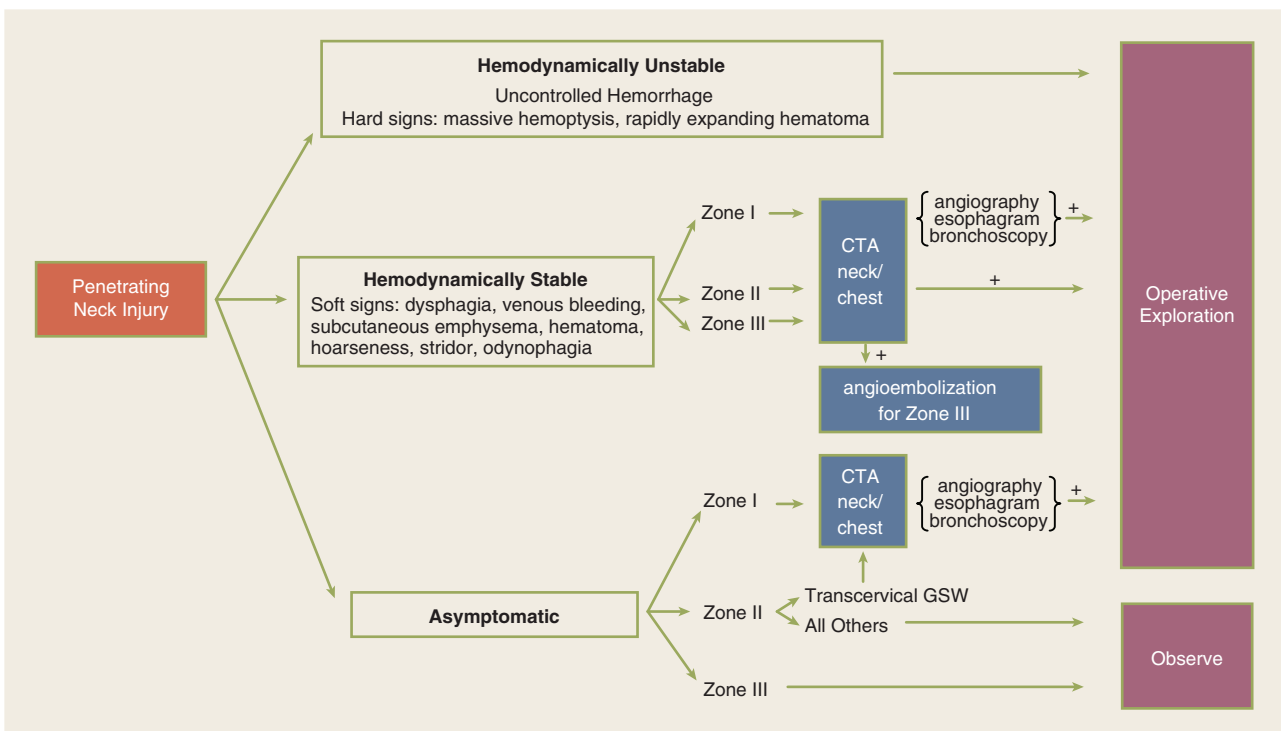 Penetrating
Neck Injury
Hemodynamically Unstable
Uncontrolled Hemorrhage
Hard signs: massive hemoptysis, rapidly expanding hematoma
Hemodynamically Stable
Soft signs: dysphagia, venous bleeding,
subcutaneous emphysema, hematoma,
hoarseness, stridor, odynophagia
Zone I
Zone II
Zone III
CTA
neck/
chest
angiography
esophagram
bronchoscopy
+
+
+
angioembolization
for Zone III
Operative
Exploration
Asymptomatic
Zone I
Zone II
Zone III
CTA
neck/
chest
angiography
esophagram
bronchoscopy
+
Transcervical GSW
All Others
Observe